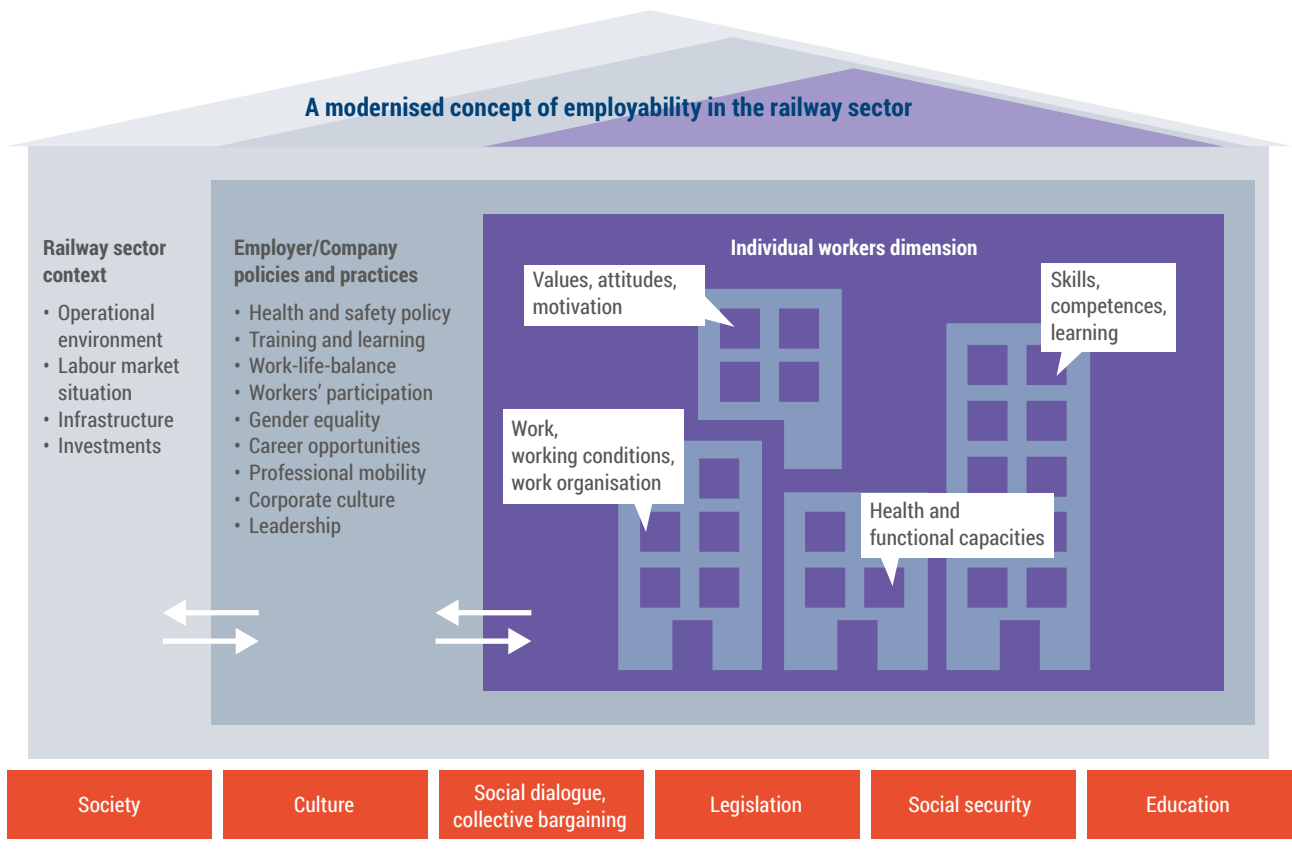 A modernised concept of employability in the railway sector
Railway sector
context
• Operational
environment
• Labour market
situation
• Infrastructure
• Investments
Employer/Company
policies and practices
• Health and safety policy
• Training and learning
• Work-life-balance
• Workers' participation
• Gender equality
• Career opportunities
• Professional mobility
• Corporate culture
• Leadership
Individual workers dimension
Values, attitudes,
motivation
Skills,
competences,
learning
Work,
working conditions,
work organisation
Health and
functional capacities
Society
Culture
Social dialogue,
collective bargaining
Legislation
Social security
Education